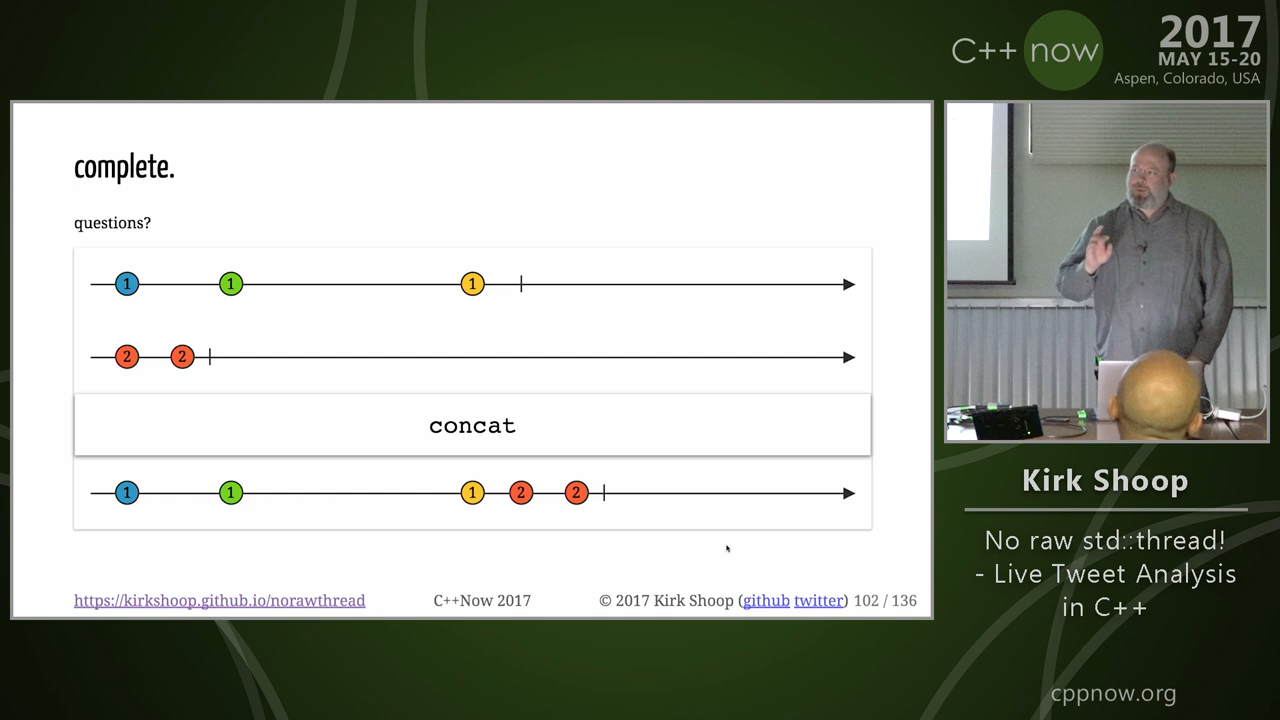 C++ now
2017
MAY 15-20
Aspen, Colorado, USA
complete.
questions?
1 1 1
2 2
concat
1 1 1 2 2
https://kirkshoop.github.io/norawthread C++Now 2017 © 2017 Kirk Shoop (github twitter) 102 / 136
Kirk Shoop
No raw std::thread!
- Live Tweet Analysis
in C++
cppnow.org